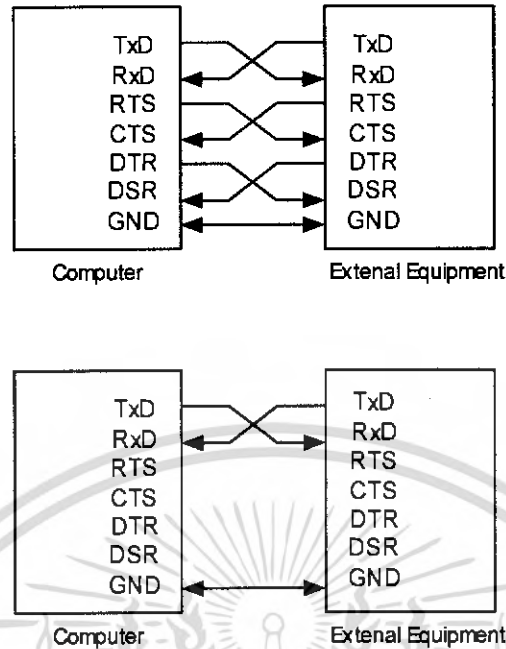 TxD TxD
RxD RxD
RTS RTS
CTS CTS
DTR DTR
DSR DSR
GND GND
Computer Extenal Equipment
TxD TxD
RxD RxD
RTS RTS
CTS CTS
DTR DTR
DSR DSR
GND GND
Computer Extenal Equipment